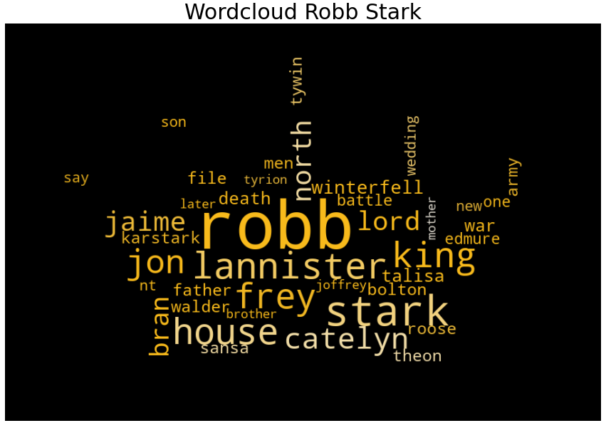 Wordcloud Robb Stark
tywin
son
wedding
north
men
army
say
file
tyrion
winterfell
death
battle
later
new
one
mother
robb
jaime
lord
war
karstark
edmure
king
jon
lannister
talisa
nt
father
joffrey
bolton
frey
walder
brother
stark
bran
house
catelyn
roose
sansa
theon